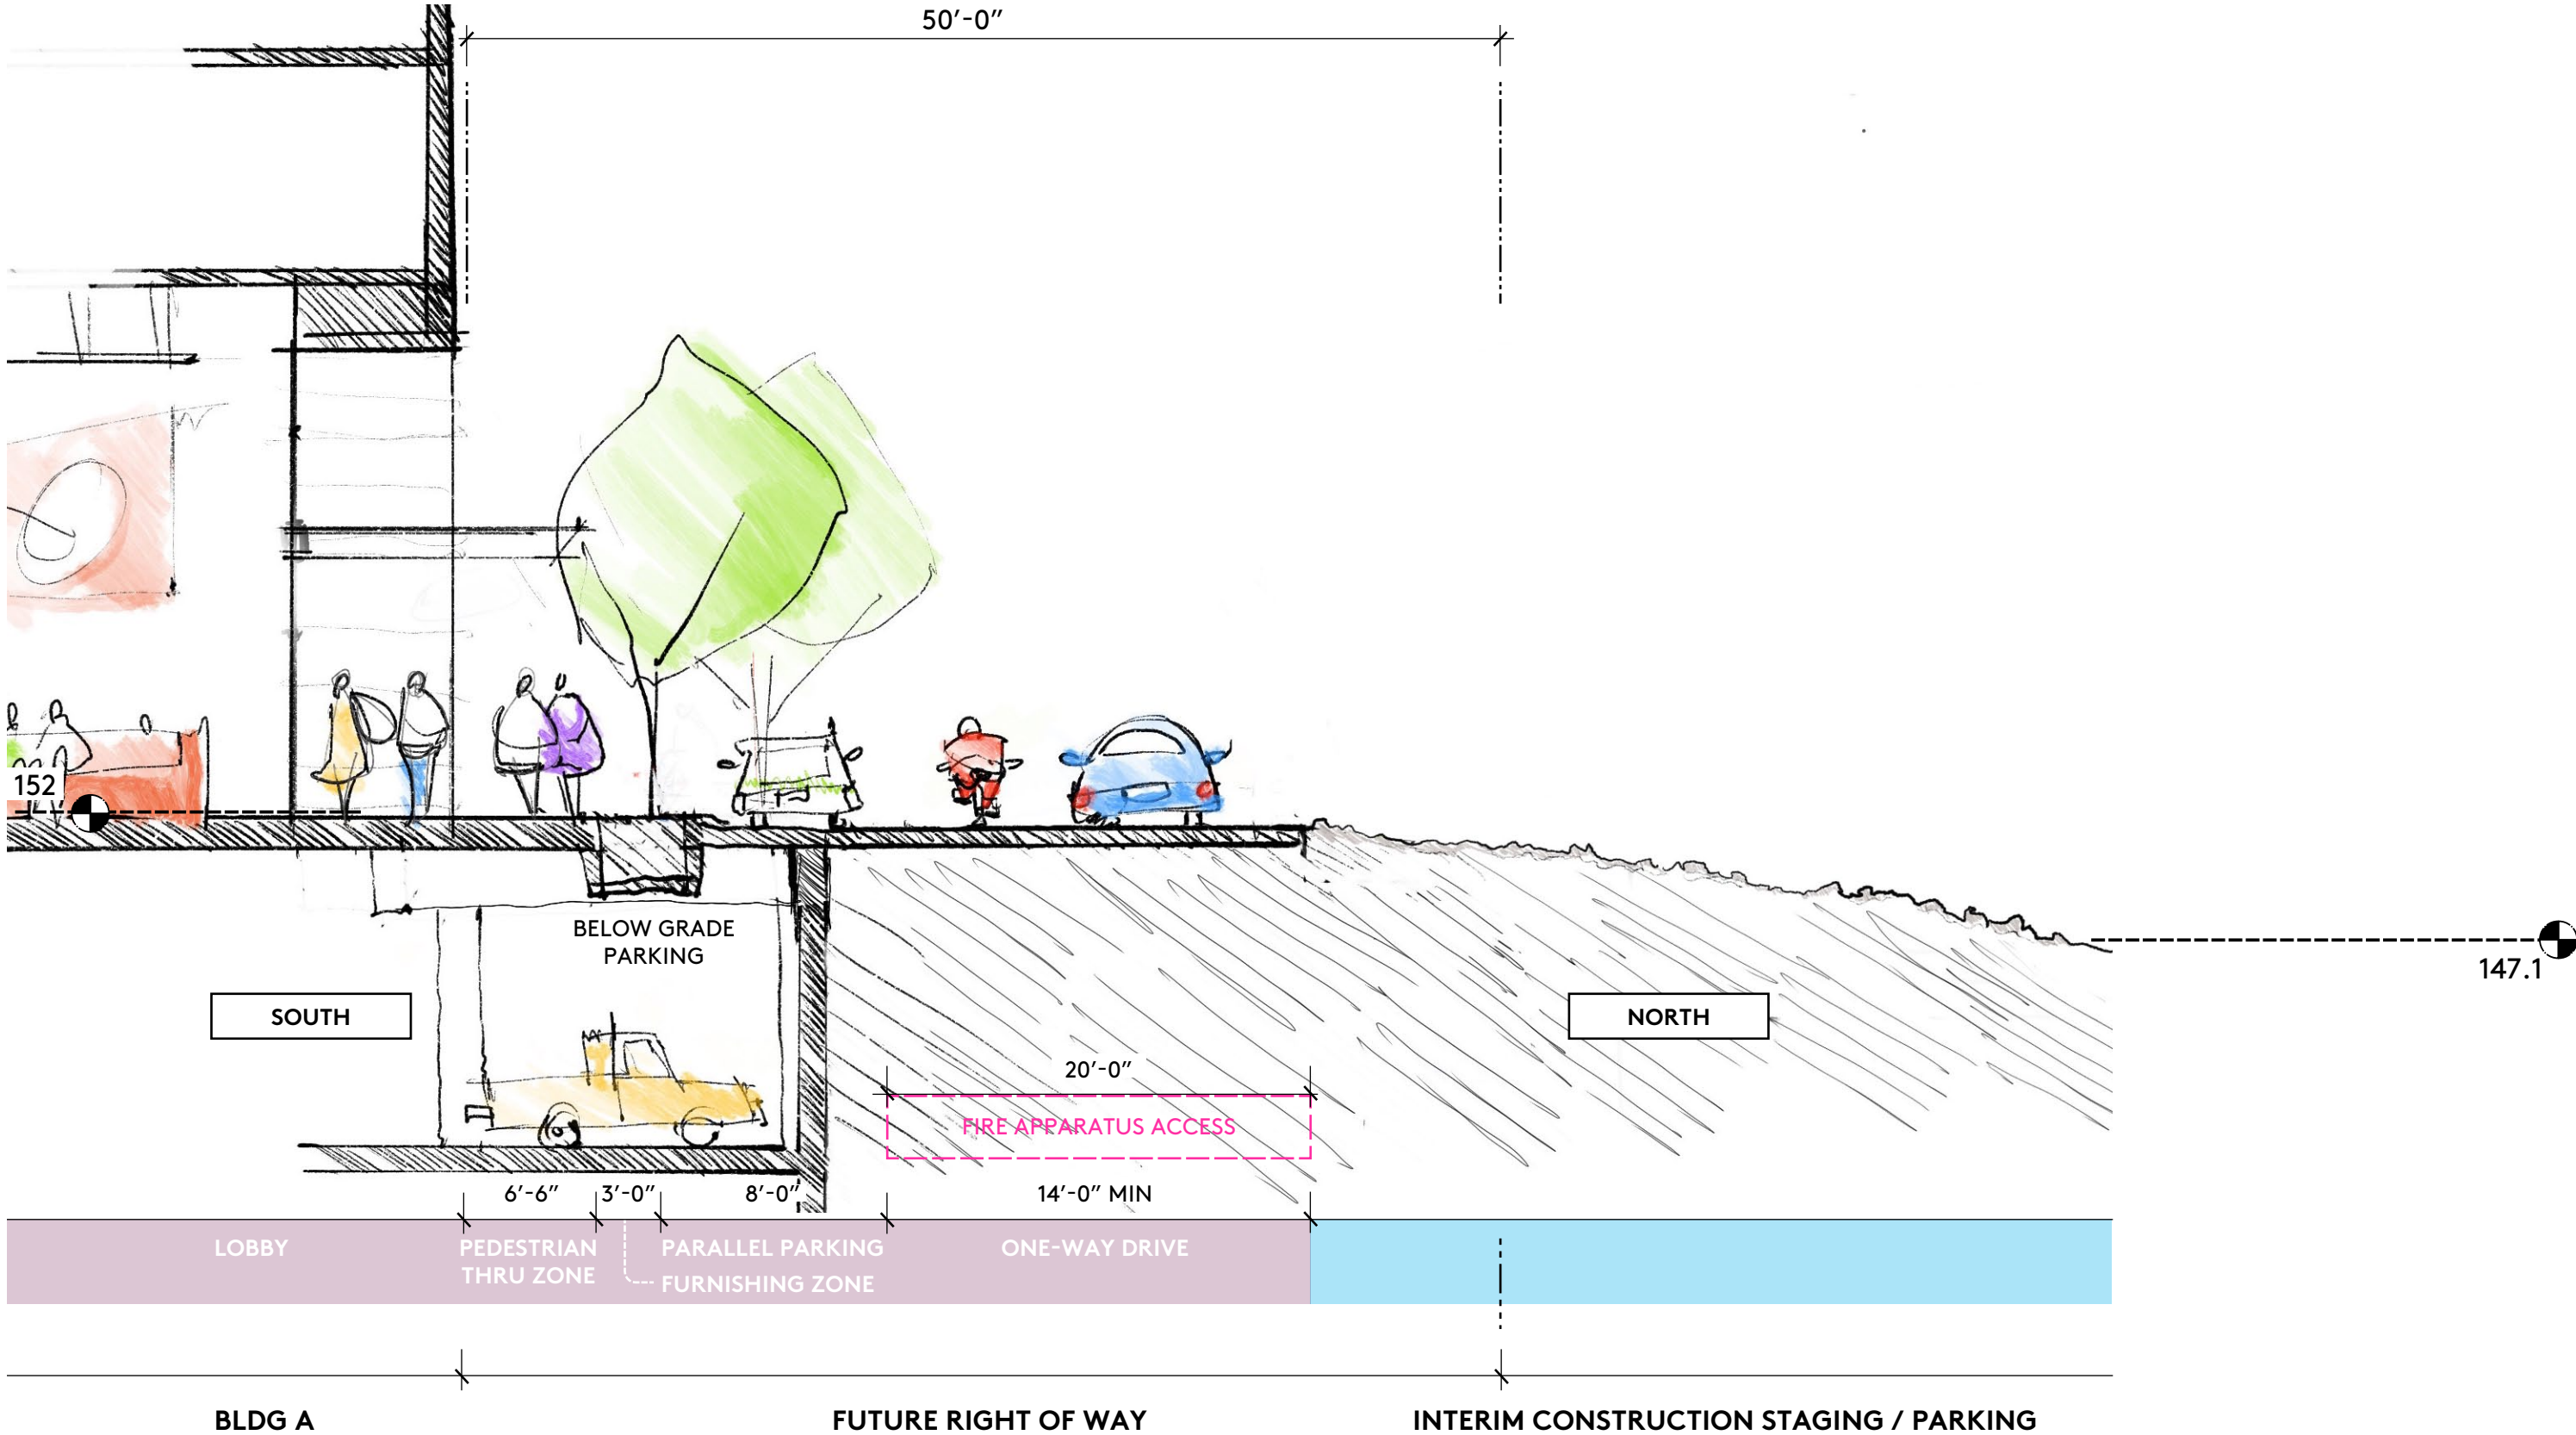 50'-0"
152
BELOW GRADE
PARKING
147.1
SOUTH
NORTH
20'-0"
FIRE APPARATUS ACCESS
6'-6" 3'-0" 8'-0" 14'-0" MIN
LOBBY
PEDESTRIAN
THRU ZONE
PARALLEL PARKING
FURNISHING ZONE
ONE-WAY DRIVE
BLDG A
FUTURE RIGHT OF WAY
INTERIM CONSTRUCTION STAGING / PARKING